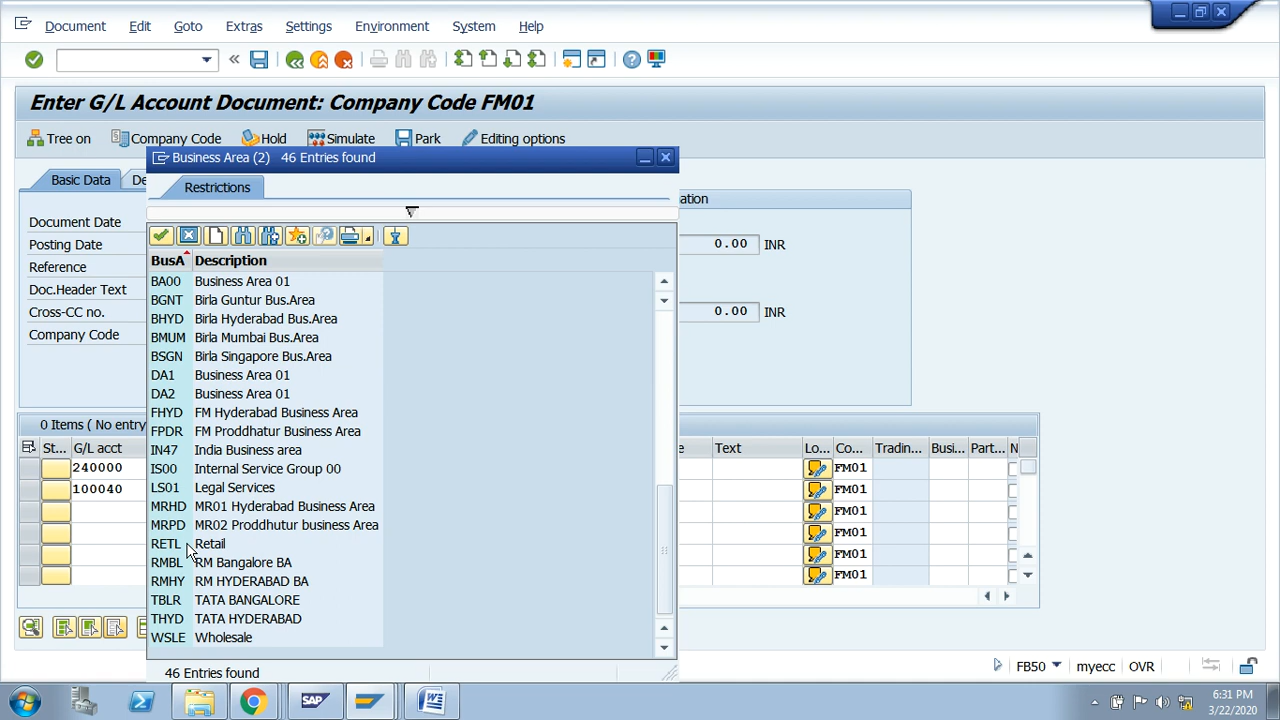 Document Edit Goto Extras Settings Environment System Help
Enter G/L Account Document: Company Code FM01
Tree on Company Code Hold Simulate Park Editing options
Business Area (2) 46 Entries found
Restrictions
Basic Data De
ation
Document Date
Posting Date 0.00 INR
Reference
Doc.Header Text
Cross-CC no. 0.00 INR
Company Code
BusA Description
BA00 Business Area 01
BGNT Birla Guntur Bus.Area
BHYD Birla Hyderabad Bus.Area
BMUM Birla Mumbai Bus.Area
BSGN Birla Singapore Bus.Area
DA1 Business Area 01
DA2 Business Area 01
FHYD FM Hyderabad Business Area
FPDR FM Proddhatur Business Area
IN47 India Business area
IS00 Internal Service Group 00
LS01 Legal Services
MRHD MR01 Hyderabad Business Area
MRPD MR02 Proddhutur business Area
RETL Retail
RMBL RM Bangalore BA
RMHY RM HYDERABAD BA
TBLR TATA BANGALORE
THYD TATA HYDERABAD
WSLE Wholesale
46 Entries found
0 Items ( No entry
St... G/L acct e Text Lo... Co... Tradin... Busi... Part... N
240000 FM01
100040 FM01
FM01
FM01
FM01
FM01
FB50 myecc OVR
SAP
6:31 PM
3/22/2020